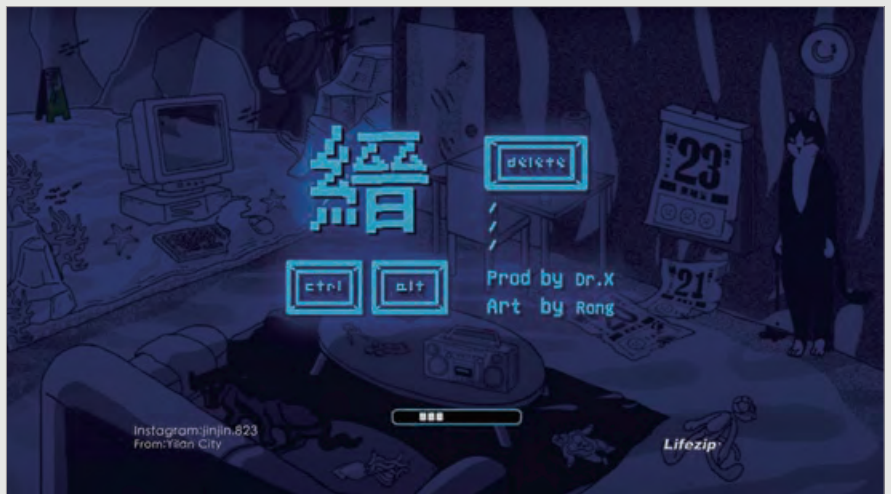 縉
delete
ctrl
alt
Prod by Dr.X
Art by Rong
23
21
Instagram:jinjin.823
From:Yilan City
Lifezip